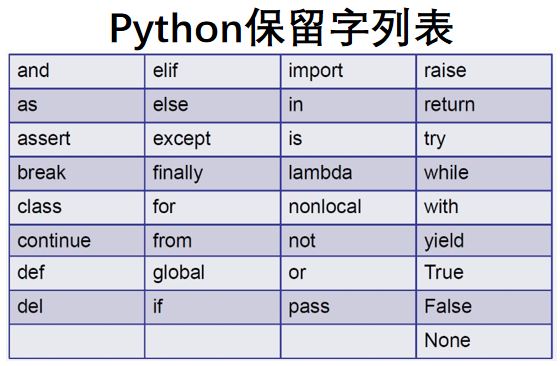 Python保留字列表
and elif import raise
as else in return
assert except is try
break finally lambda while
class for nonlocal with
continue from not yield
def global or True
del if pass False
None